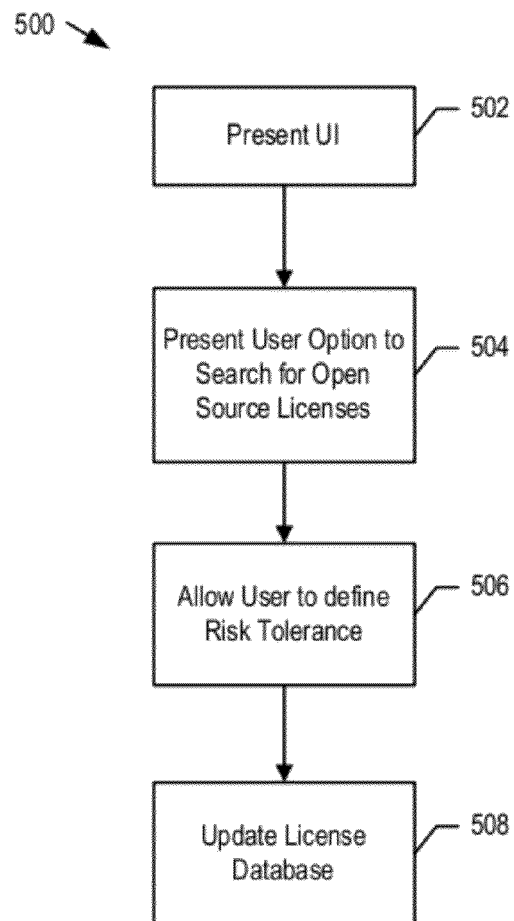 500
Present UI
502
Present User Option to
Search for Open
Source Licenses
504
Allow User to define
Risk Tolerance
506
Update License
Database
508